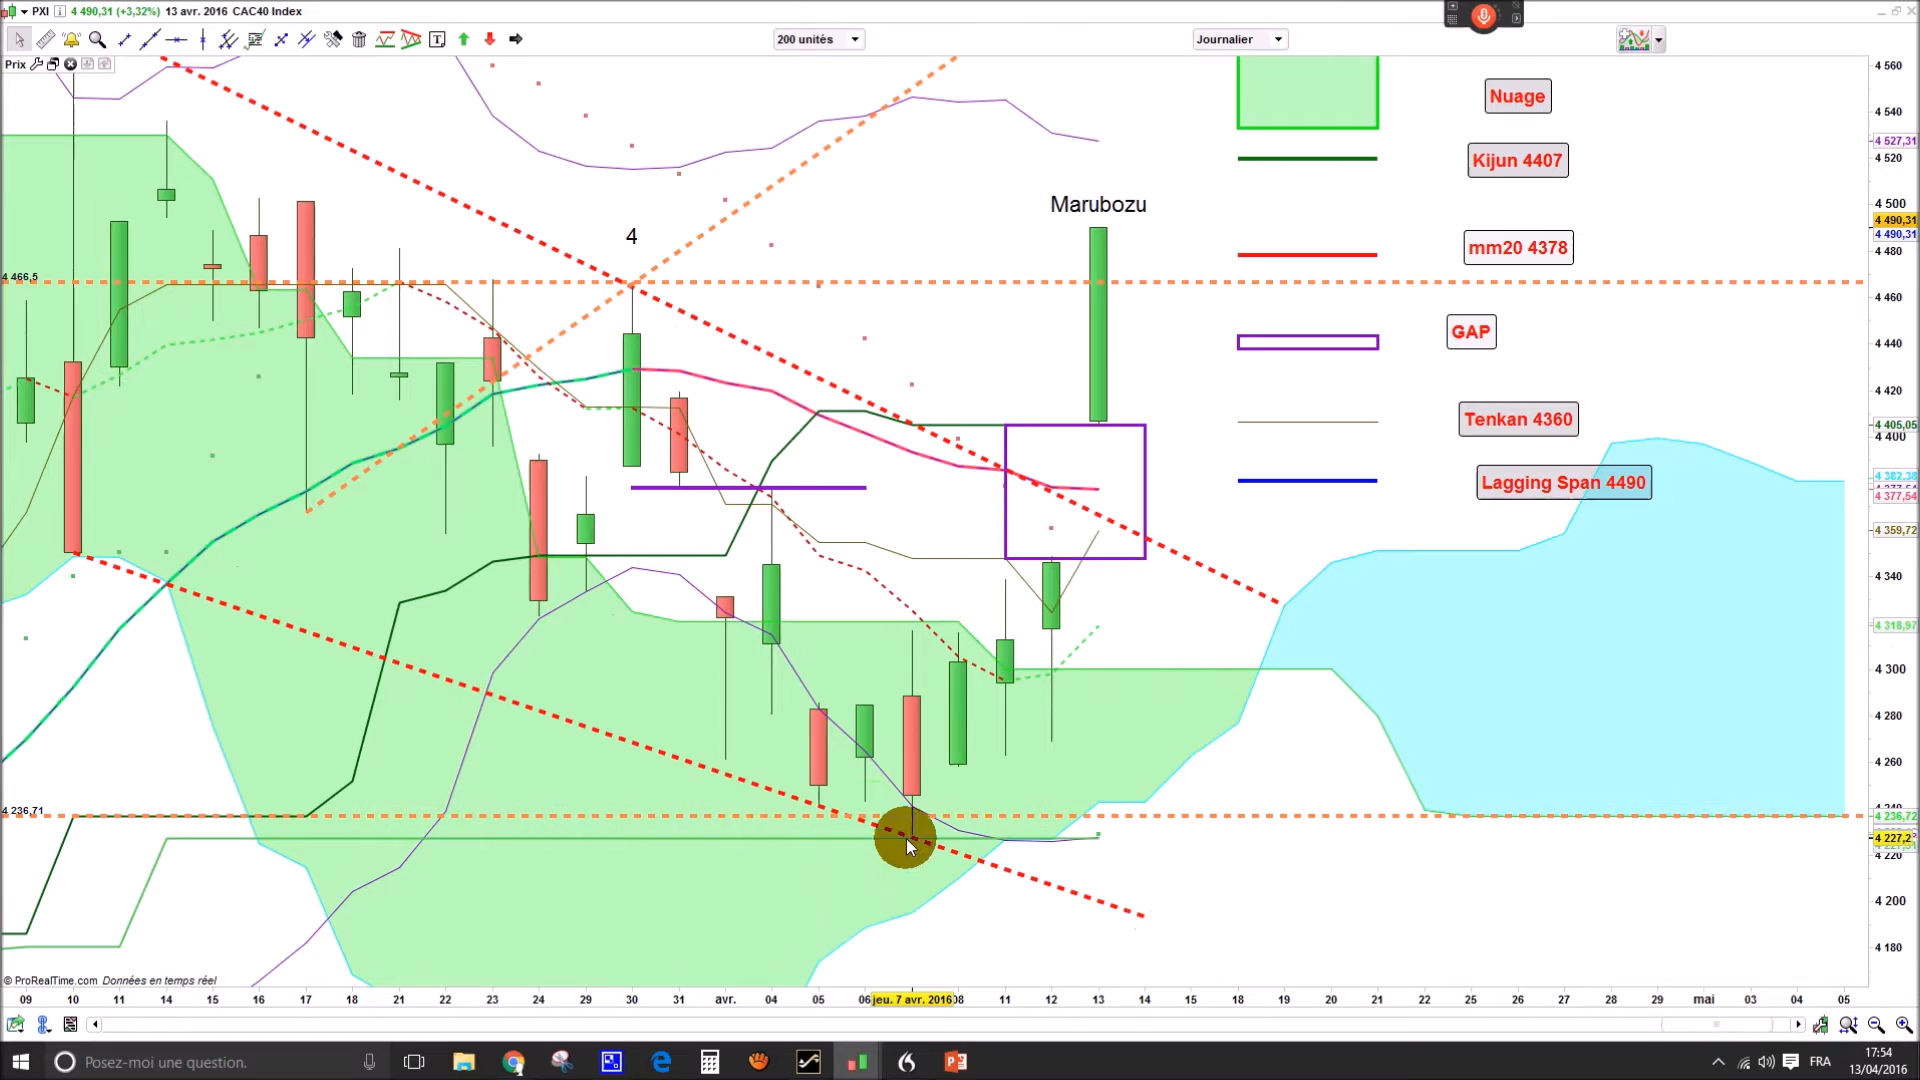 PXI 4 490,31 (+3,32%) 13 avr. 2016 CAC40 Index
200 unités
Journalier
Prix
Nuage
Kijun 4407
mm20 4378
GAP
Tenkan 4360
Lagging Span 4490
Marubozu
4
4 466,5
4 236,71
4 560
4 540
4 527,31
4 520
4 500
4 490,31
4 490,31
4 480
4 460
4 440
4 420
4 405,05
4 400
4 382,38
4 377,54
4 359,72
4 340
4 318,97
4 300
4 280
4 260
4 236,72
4 227,2
4 220
4 200
4 180
© ProRealTime.com Données en temps réel
09 10 11 14 15 16 17 18 21 22 23 24 29 30 31 avr. 04 05 06 jeu. 7 avr. 2016 08 11 12 13 14 15 18 19 20 21 22 25 26 27 28 29 mai 03 04 05
Posez-moi une question.
FRA
17:54
13/04/2016